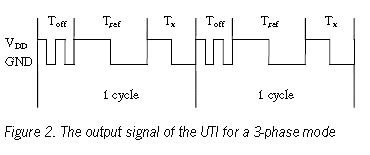 Toff Tref Tx Toff Tref Tx
VDD
GND
1 cycle 1 cycle
Figure 2. The output signal of the UTI for a 3-phase mode